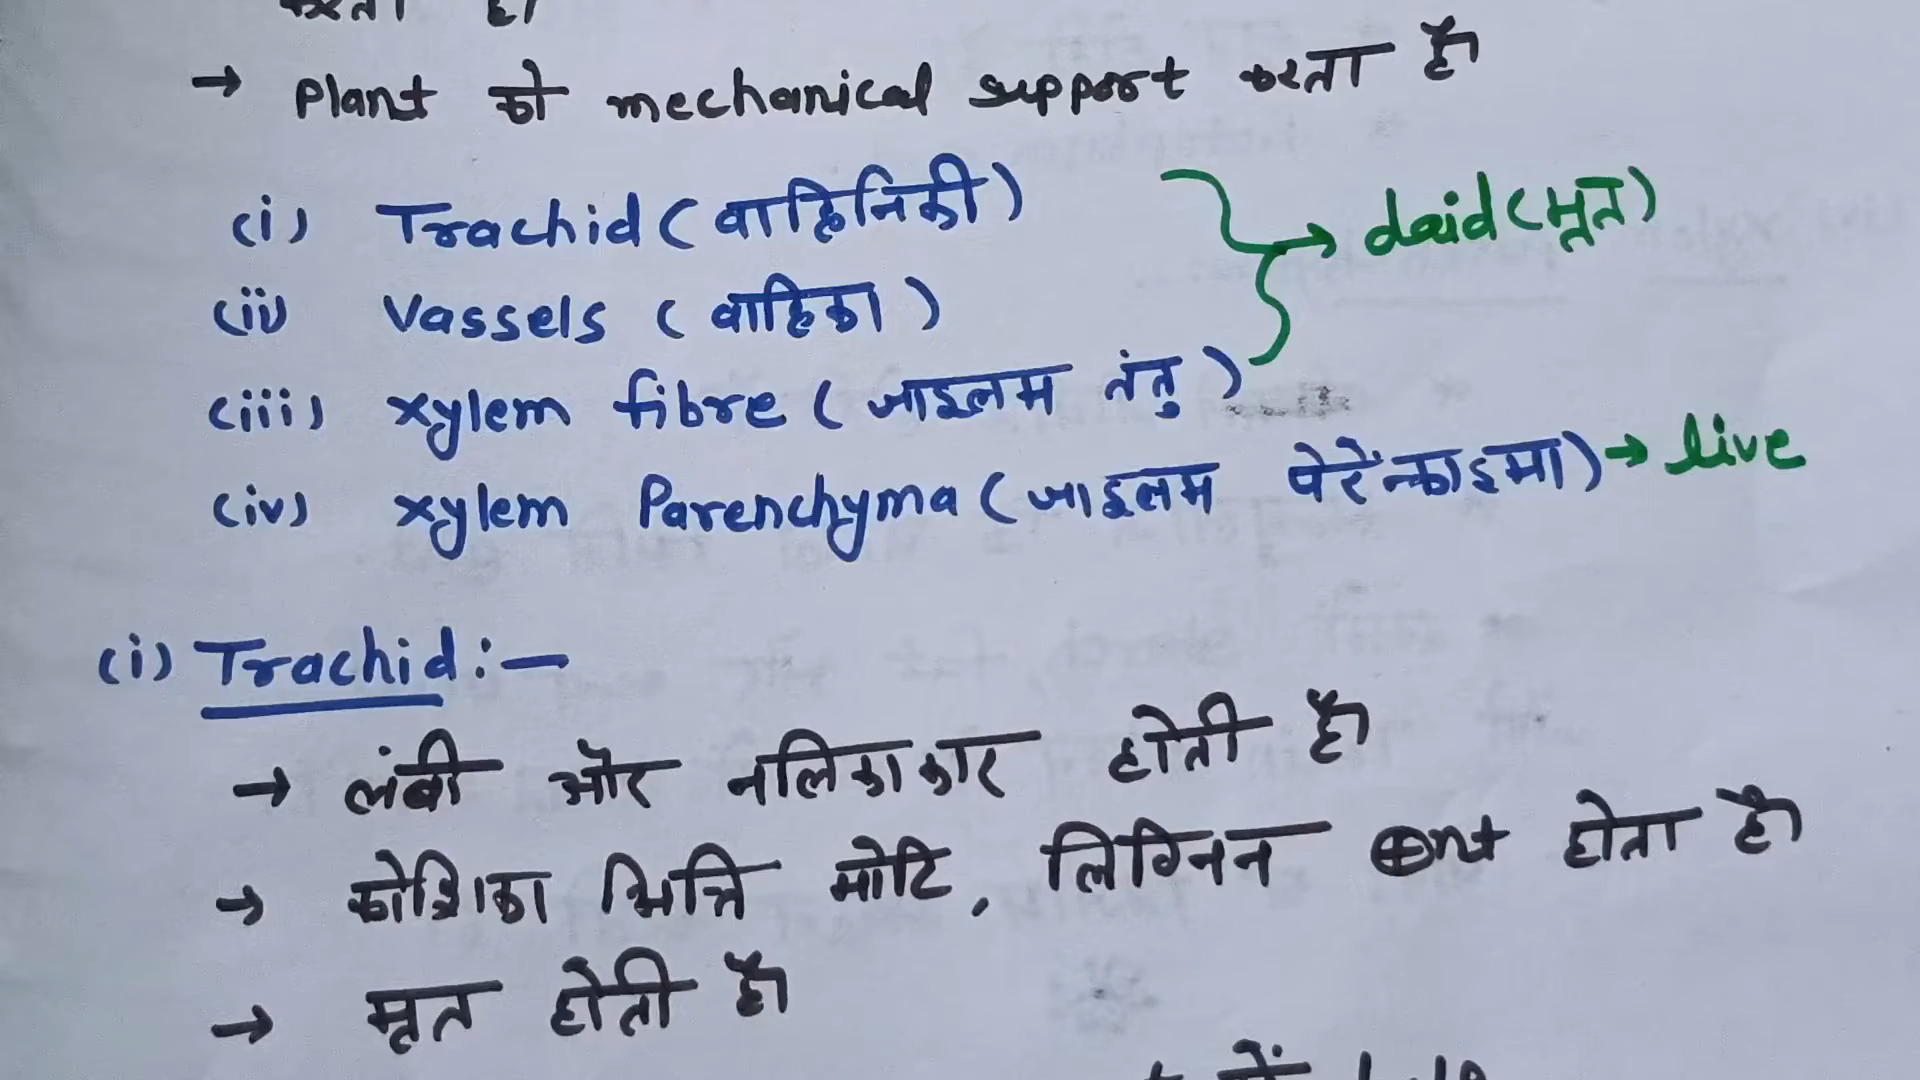 करता है।
→ Plant को mechanical support करता है।
(i) Trachid (वाहिनिकी)
(ii) Vassels (वाहिका)
→ daid (मृत)
(iii) xylem fibre (जाइलम तंतु)
(iv) xylem Parenchyma (जाइलम पेरेंन्काइमा) → live
(i) Trachid :—
→ लंबी और नलिकाकार होती है।
→ कोशिका भित्ति मोटि, लिग्निन ⊕nt होता है।
→ मृत होती है।
में